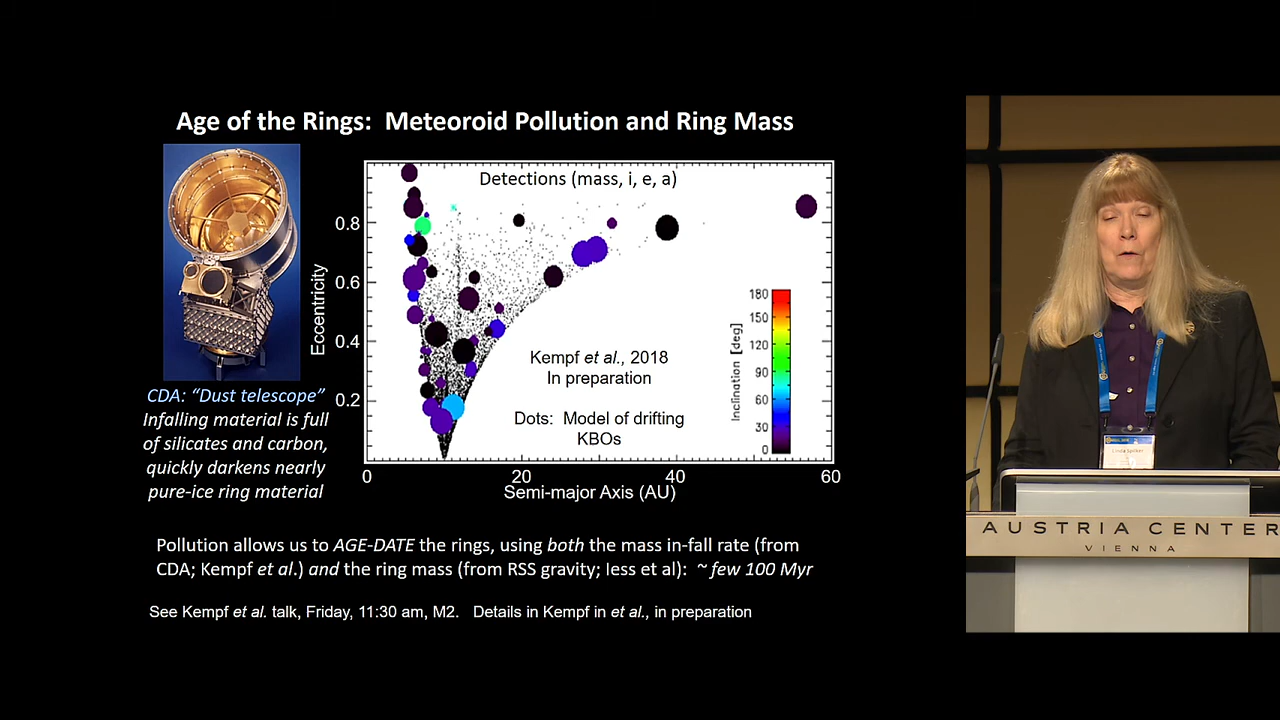 Age of the Rings:  Meteoroid Pollution and Ring Mass
Detections (mass, i, e, a)
0.8
0.6
0.4
0.2
Eccentricity
0
20
40
60
Semi-major Axis (AU)
Kempf et al., 2018
In preparation
Dots:  Model of drifting
KBOs
Inclination [deg]
180
150
120
90
60
30
0
CDA: “Dust telescope”
Infalling material is full
of silicates and carbon,
quickly darkens nearly
pure-ice ring material
Pollution allows us to AGE-DATE the rings, using both the mass in-fall rate (from
CDA; Kempf et al.) and the ring mass (from RSS gravity; Iess et al):  ~ few 100 Myr
See Kempf et al. talk, Friday, 11:30 am, M2.   Details in Kempf in et al., in preparation
Linda Spilker
AUSTRIA CENTER
VIENNA